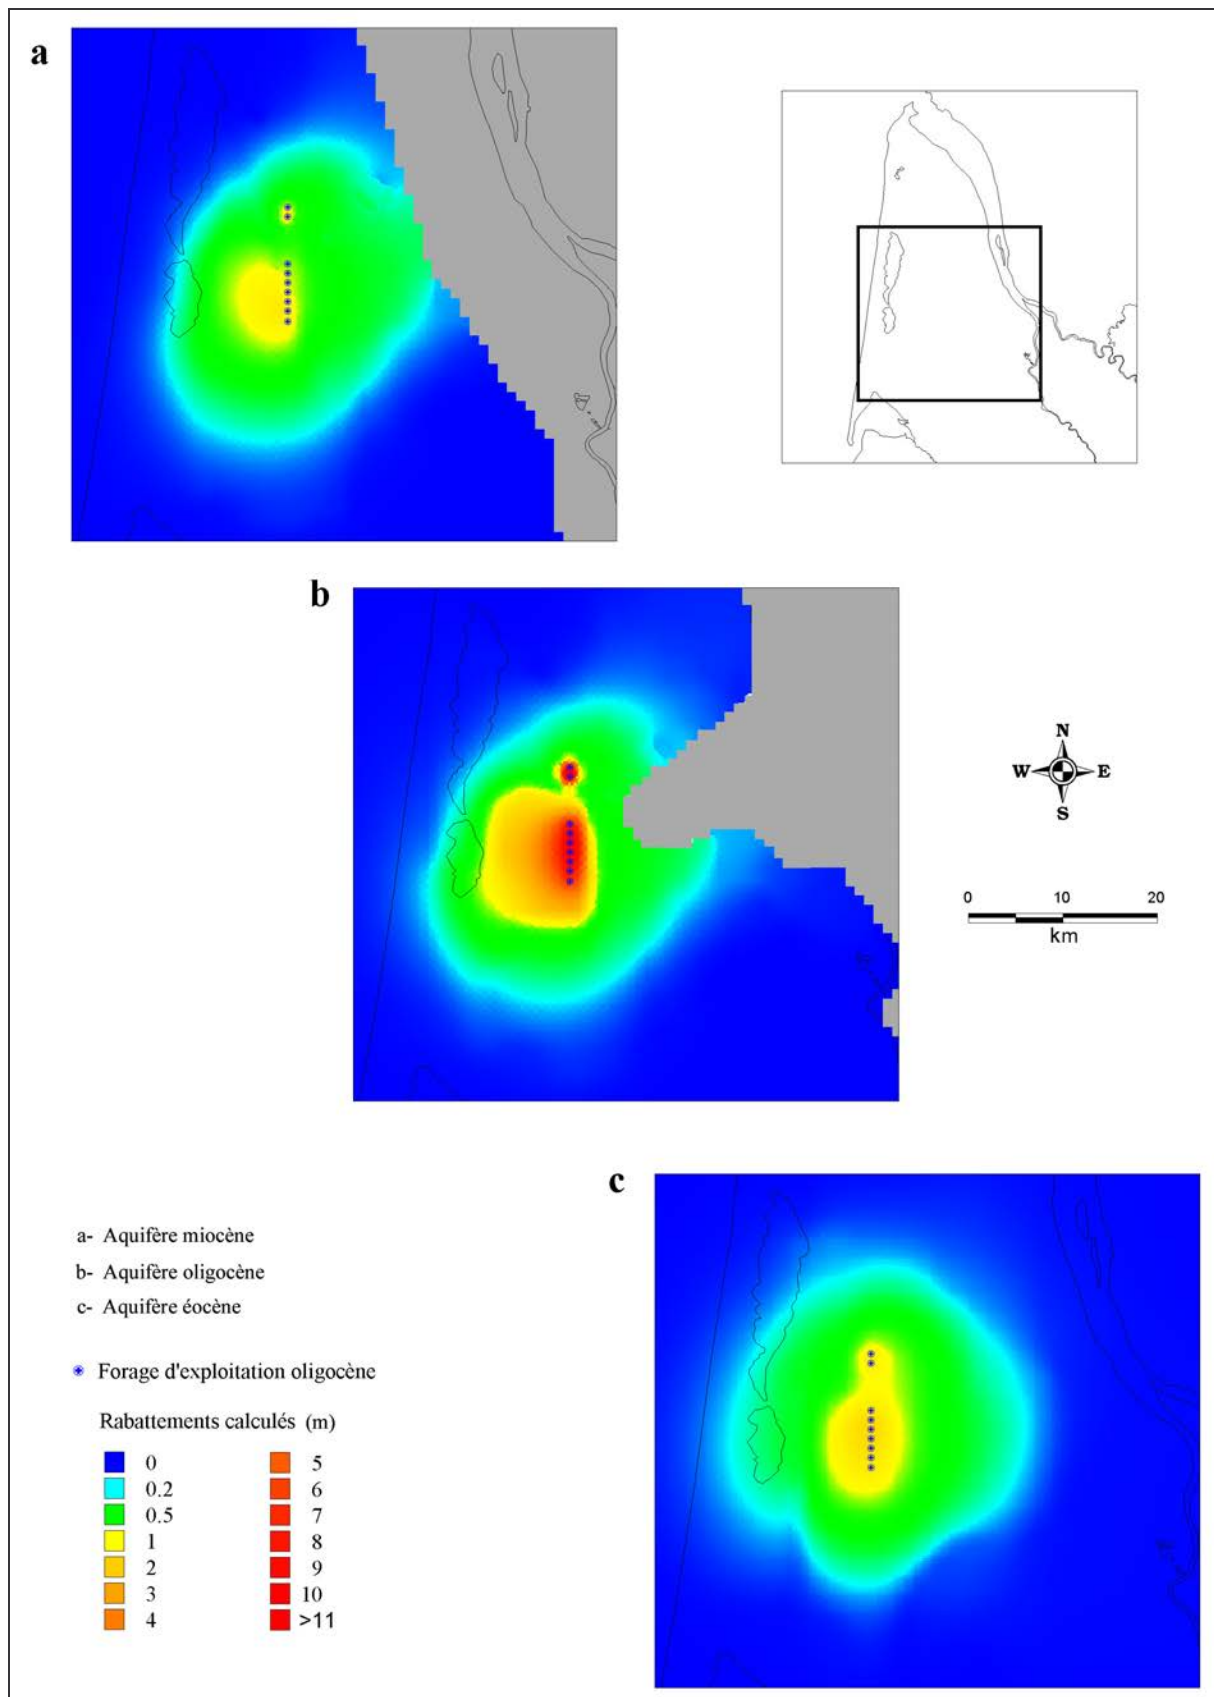 a
b
N
W E
S
0 10 20
km
c
a- Aquifère miocène
b- Aquifère oligocène
c- Aquifère éocène
Forage d'exploitation oligocène
Rabattements calculés (m)
0 5
0.2 6
0.5 7
1 8
2 9
3 10
4 >11